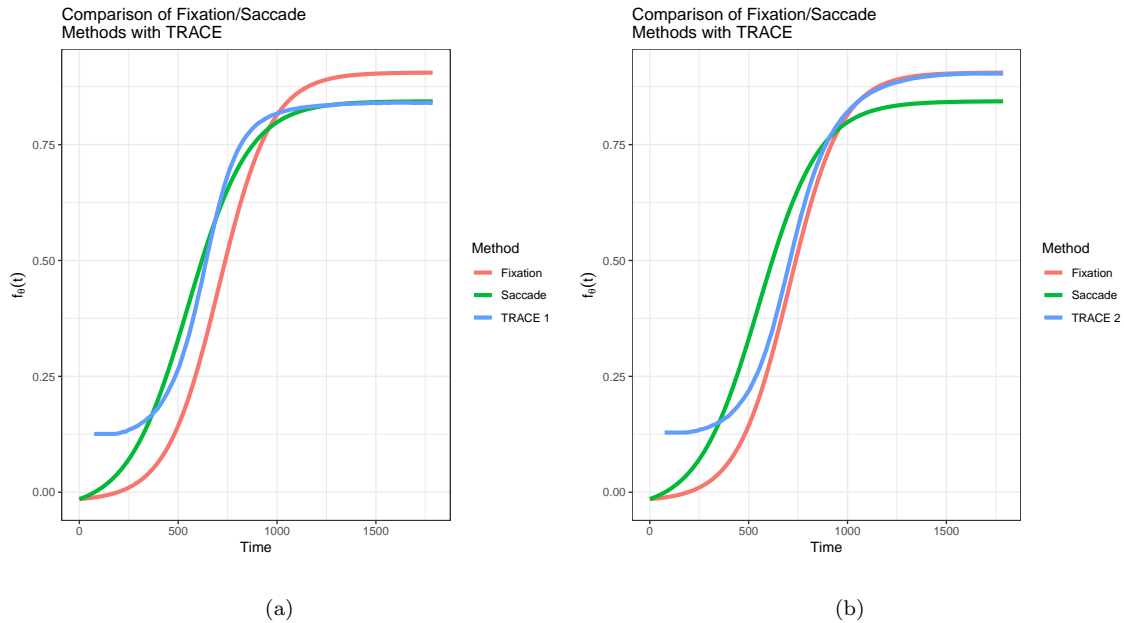 Comparison of Fixation/Saccade
Methods with TRACE
0.75
0.50
0.25
0.00
fθ(t)
0
500
1000
1500
Time
Method
Fixation
Saccade
TRACE 1
(a)
Comparison of Fixation/Saccade
Methods with TRACE
0.75
0.50
0.25
0.00
fθ(t)
0
500
1000
1500
Time
Method
Fixation
Saccade
TRACE 2
(b)